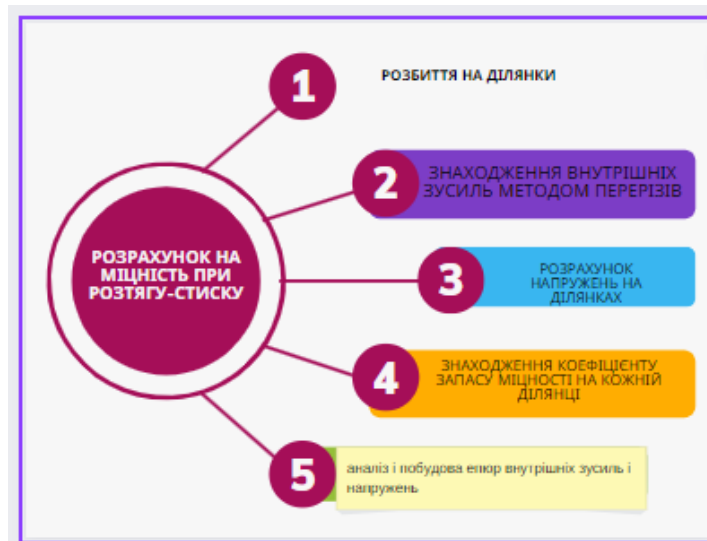 1
РОЗБИТТЯ НА ДІЛЯНКИ
2
ЗНАХОДЖЕННЯ ВНУТРІШНІХ
ЗУСИЛЬ МЕТОДОМ ПЕРЕРІЗІВ
РОЗРАХУНОК НА
МІЦНІСТЬ ПРИ
РОЗТЯГУ-СТИСКУ
3
РОЗРАХУНОК
НАПРУЖЕНЬ НА
ДІЛЯНКАХ
4
ЗНАХОДЖЕННЯ КОЕФІЦІЄНТУ
ЗАПАСУ МІЦНОСТІ НА КОЖНІЙ
ДІЛЯНЦІ
5
аналіз і побудова епюр внутрішніх зусиль і
напружень